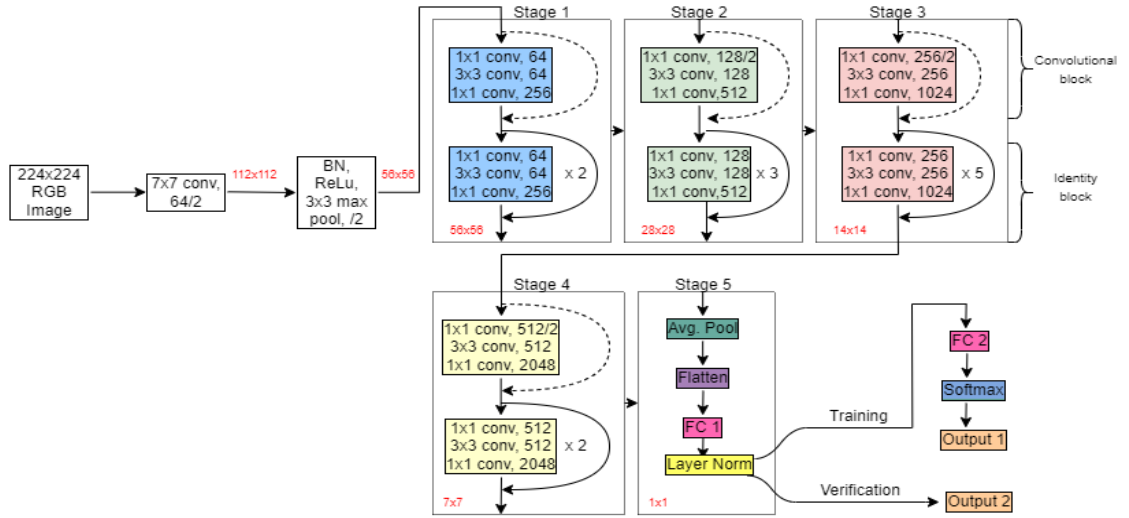 Stage 1
1x1 conv, 64
3x3 conv, 64
1x1 conv, 256
1x1 conv, 64
3x3 conv, 64
1x1 conv, 256
x 2
56x56
Stage 2
1x1 conv, 128/2
3x3 conv, 128
1x1 conv,512
1x1 conv, 128
3x3 conv, 128
1x1 conv,512
x 3
28x28
Stage 3
1x1 conv, 256/2
3x3 conv, 256
1x1 conv, 1024
1x1 conv, 256
3x3 conv, 256
1x1 conv, 1024
x 5
14x14
Convolutional
block
Identity
block
224x224
RGB
Image
7x7 conv,
64/2
112x112
BN,
ReLu,
3x3 max
pool, /2
56x56
Stage 4
1x1 conv, 512/2
3x3 conv, 512
1x1 conv, 2048
1x1 conv, 512
3x3 conv, 512
1x1 conv, 2048
x 2
7x7
Stage 5
Avg. Pool
Flatten
FC 1
Layer Norm
1x1
Training
FC 2
Softmax
Output 1
Verification
Output 2